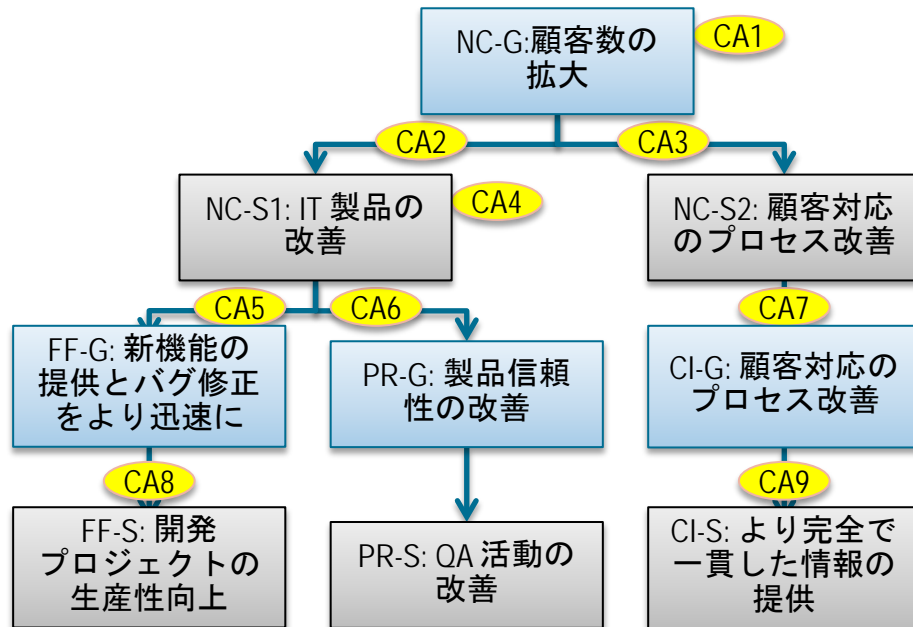 NC-G:顧客数の
拡大
CA1
CA2
CA3
NC-S1: IT 製品の
改善
CA4
NC-S2: 顧客対応
のプロセス改善
CA5
CA6
CA7
FF-G: 新機能の
提供とバグ修正
をより迅速に
PR-G: 製品信頼
性の改善
CI-G: 顧客対応の
プロセス改善
CA8
CA9
FF-S: 開発
プロジェクトの
生産性向上
PR-S: QA 活動の
改善
CI-S: より完全で
一貫した情報の
提供